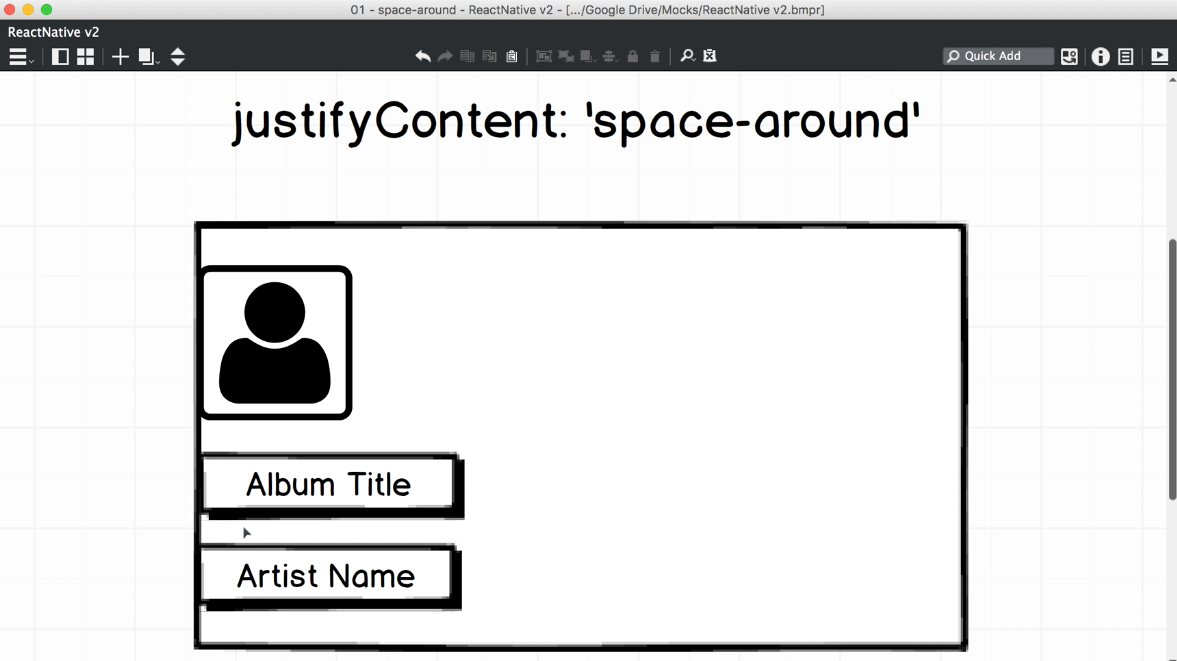 01 - space-around - ReactNative v2 - [.../Google Drive/Mocks/ReactNative v2.bmpr]
ReactNative v2
Quick Add
justifyContent: 'space-around'
Album Title
Artist Name